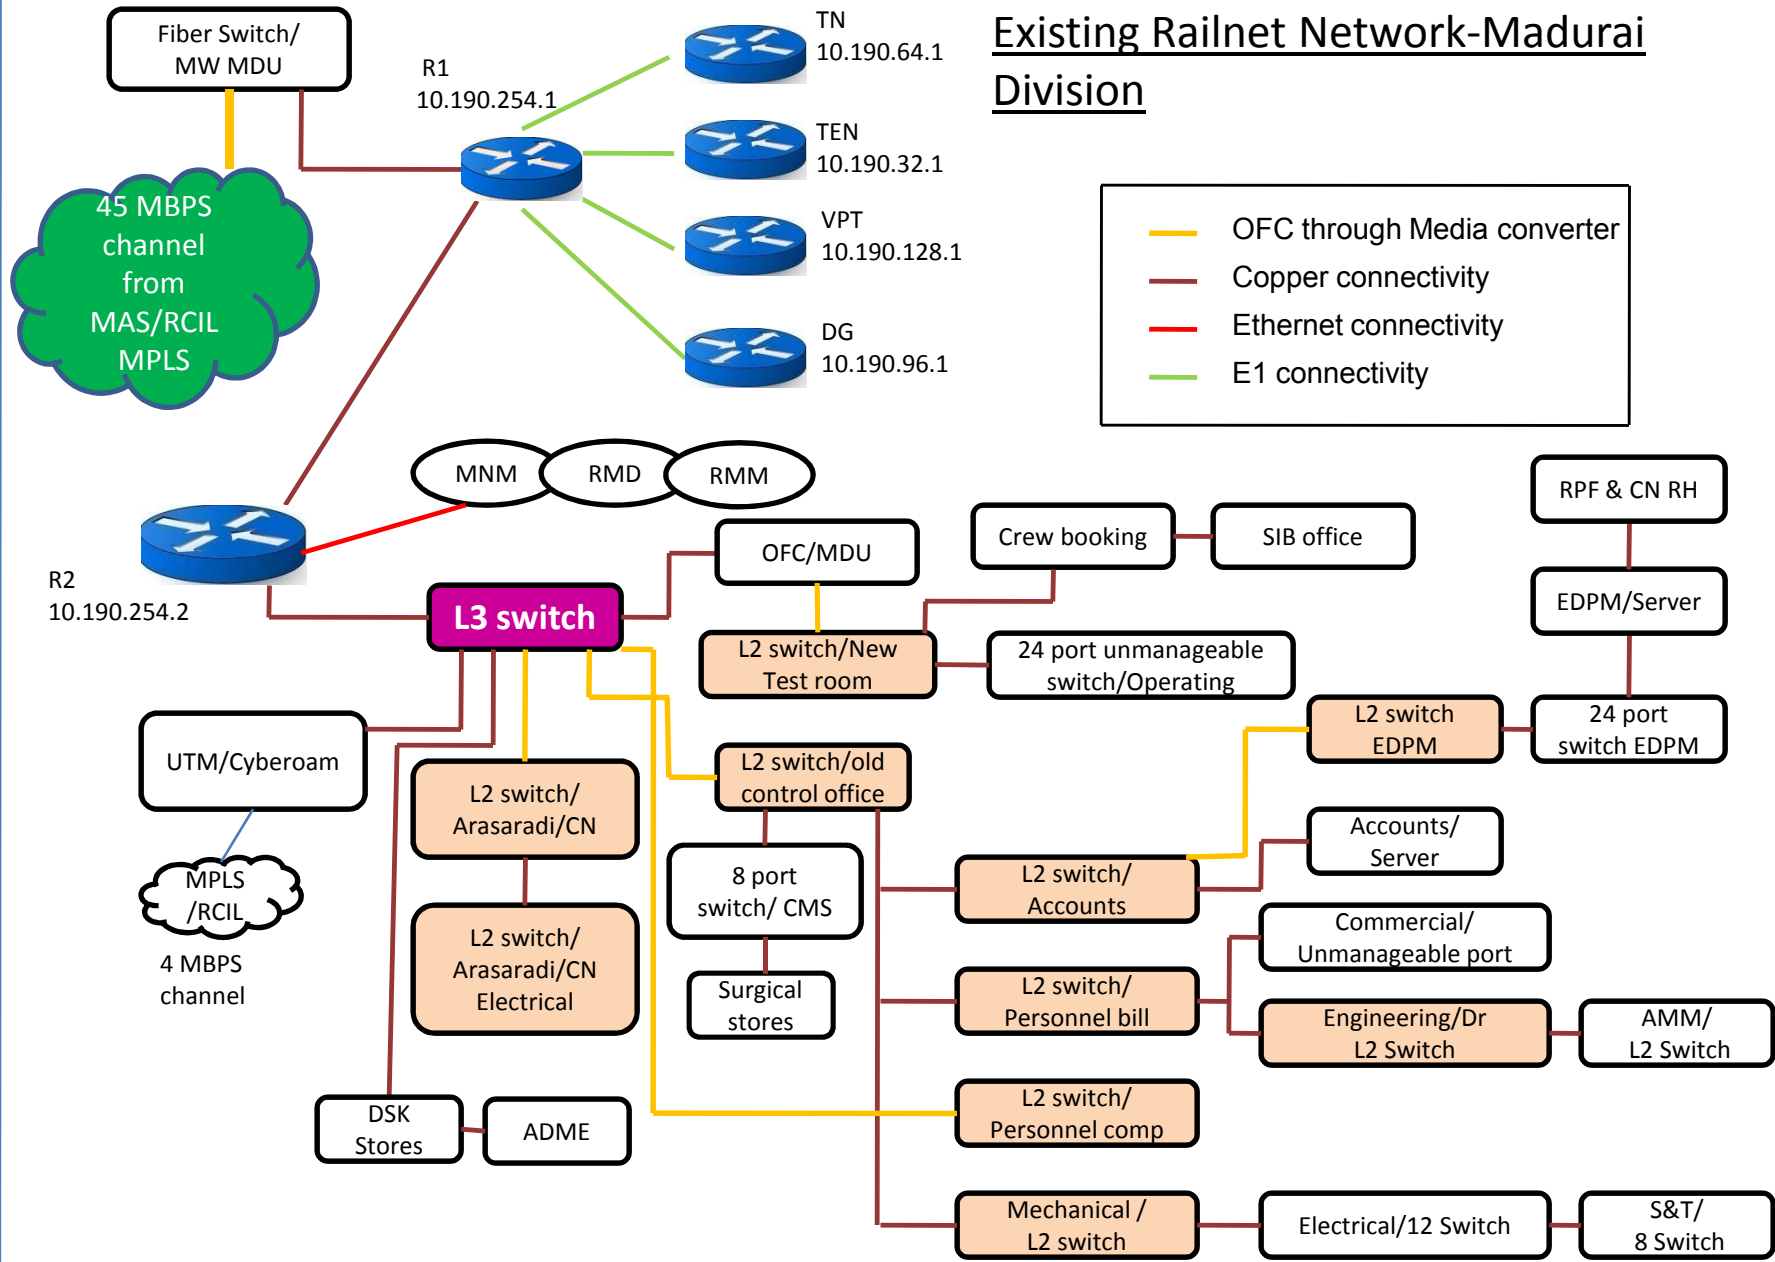 Existing Railnet Network-Madurai
Division
Fiber Switch/
MW MDU
R1
10.190.254.1
TN
10.190.64.1
TEN
10.190.32.1
VPT
10.190.128.1
DG
10.190.96.1
45 MBPS
channel
from
MAS/RCIL
MPLS
OFC through Media converter
Copper connectivity
Ethernet connectivity
E1 connectivity
MNM
RMD
RMM
R2
10.190.254.2
L3 switch
OFC/MDU
Crew booking
SIB office
RPF & CN RH
EDPM/Server
L2 switch/New
Test room
24 port unmanageable
switch/Operating
L2 switch
EDPM
24 port
switch EDPM
UTM/Cyberoam
MPLS
/RCIL
4 MBPS
channel
L2 switch/
Arasaradi/CN
L2 switch/
Arasaradi/CN
Electrical
L2 switch/old
control office
8 port
switch/ CMS
Surgical
stores
DSK
Stores
ADME
L2 switch/
Accounts
Accounts/
Server
L2 switch/
Personnel bill
Commercial/
Unmanageable port
Engineering/Dr
L2 Switch
AMM/
L2 Switch
L2 switch/
Personnel comp
Mechanical /
L2 switch
Electrical/12 Switch
S&T/
8 Switch